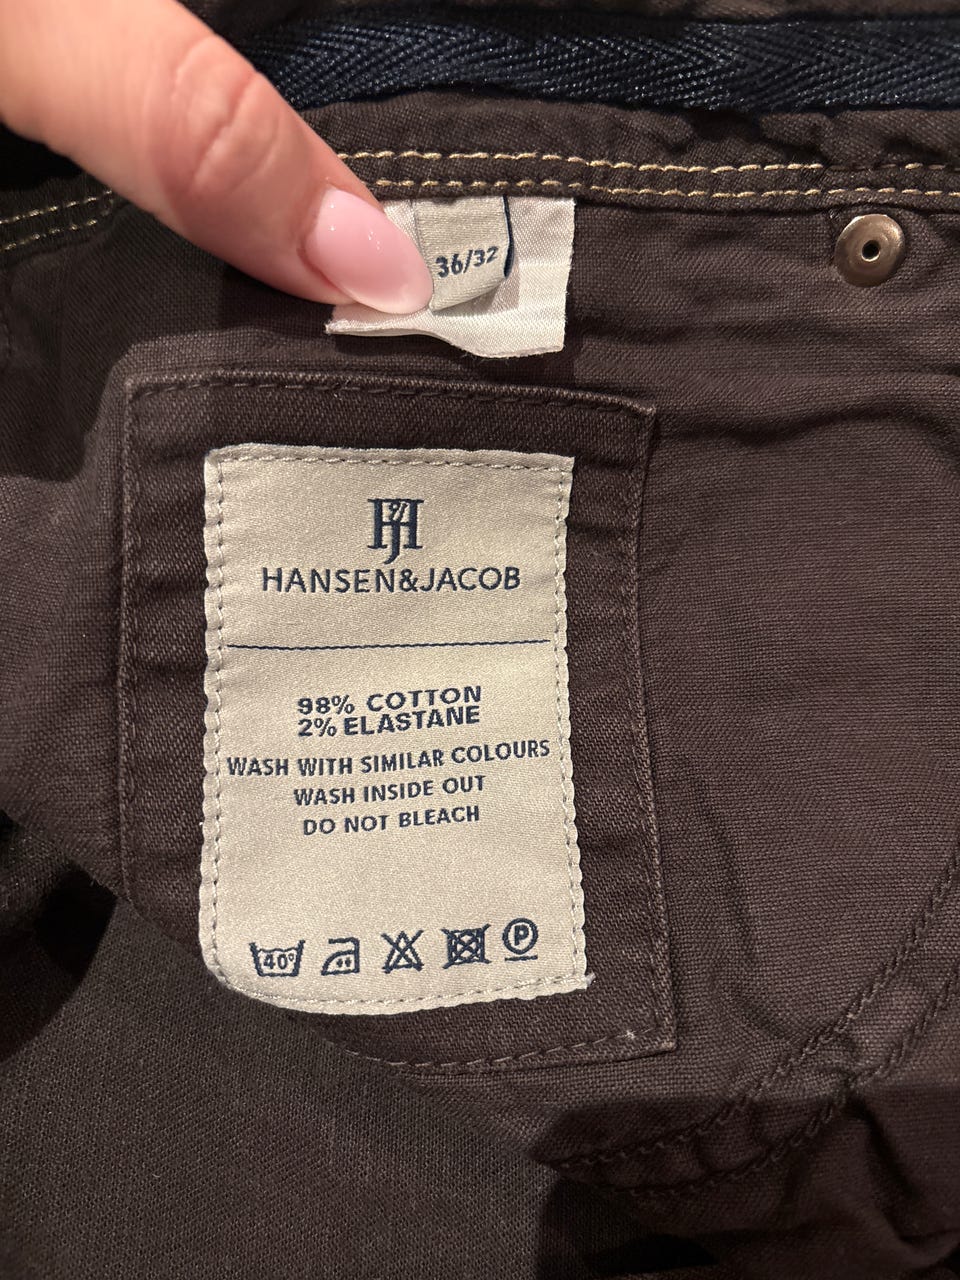 36/32
HJ
HANSEN&JACOB
98% COTTON
2% ELASTANE
WASH WITH SIMILAR COLOURS
WASH INSIDE OUT
DO NOT BLEACH
40° P